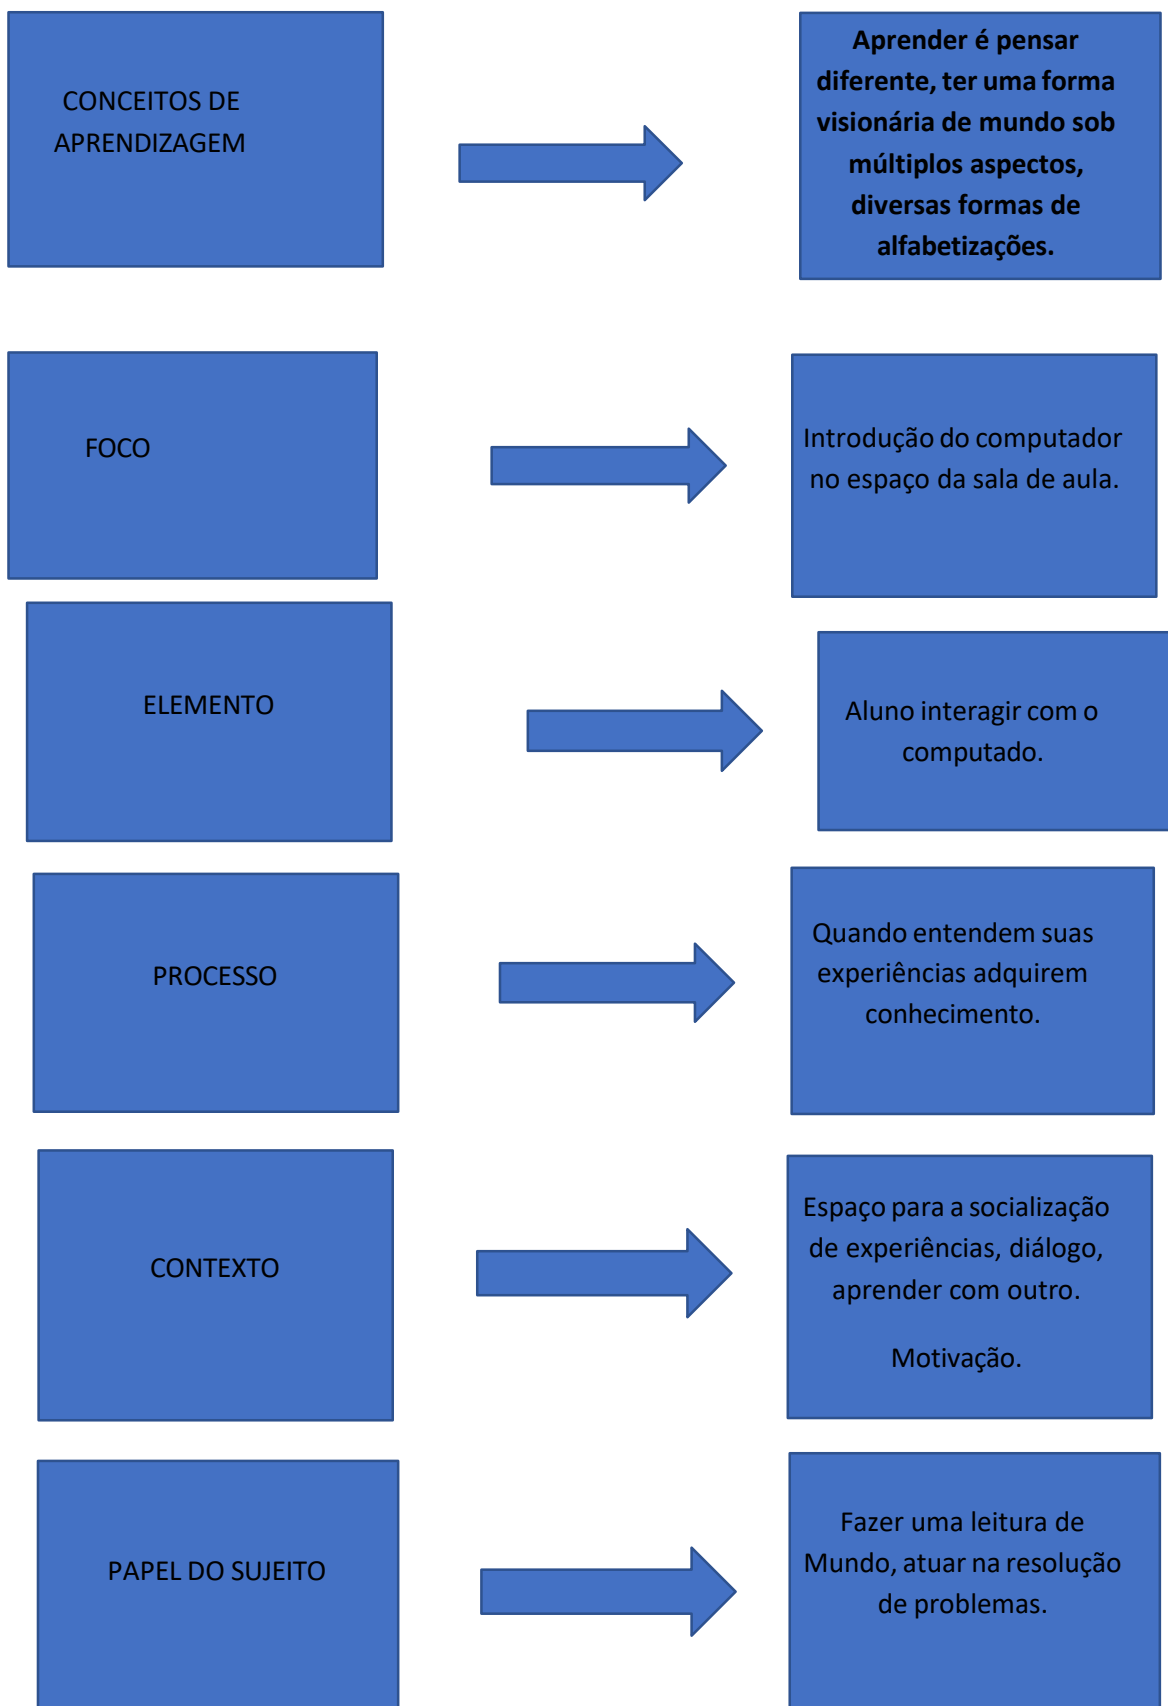 CONCEITOS DE
APRENDIZAGEM
Aprender é pensar
diferente, ter uma forma
visionária de mundo sob
múltiplos aspectos,
diversas formas de
alfabetizações.
FOCO
Introdução do computador
no espaço da sala de aula.
ELEMENTO
Aluno interagir com o
computado.
PROCESSO
Quando entendem suas
experiências adquirem
conhecimento.
CONTEXTO
Espaço para a socialização
de experiências, diálogo,
aprender com outro.
Motivação.
PAPEL DO SUJEITO
Fazer uma leitura de
Mundo, atuar na resolução
de problemas.